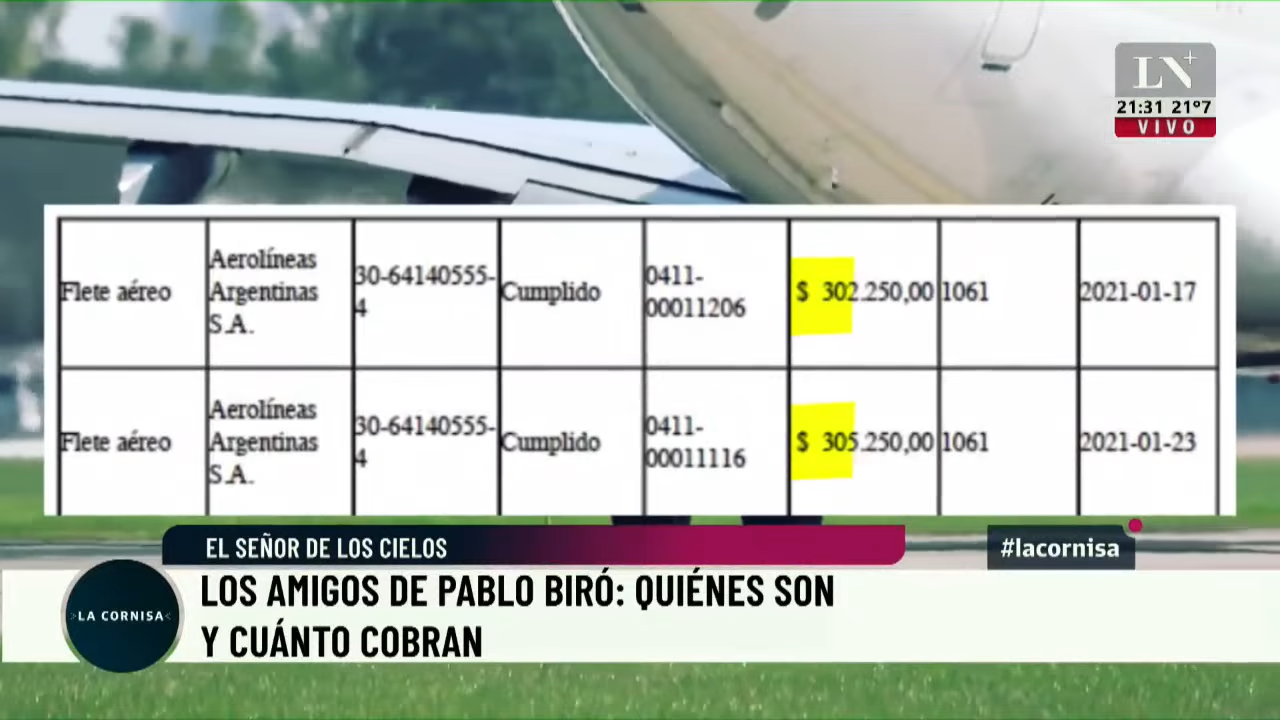 LN+
21:31 21º7
VIVO
Flete aéreo
Aerolíneas
Argentinas
S.A.
30-64140555-
4
Cumplido
0411-
00011206
$ 302.250,00
1061
2021-01-17
Flete aéreo
Aerolíneas
Argentinas
S.A.
30-64140555-
4
Cumplido
0411-
00011116
$ 305.250,00
1061
2021-01-23
EL SEÑOR DE LOS CIELOS
#lacornisa
>LA CORNISA<
LOS AMIGOS DE PABLO BIRÓ: QUIÉNES SON
Y CUÁNTO COBRAN